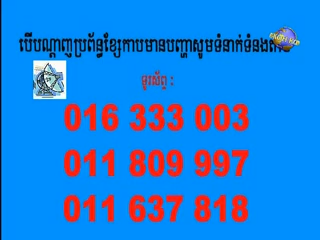 បើបណ្តាញប្រព័ន្ធខ្សែកាបមានបញ្ហាសូមទំនាក់ទំនងតាម
ទូរស័ព្ទ :
016 333 003
011 809 997
011 637 818